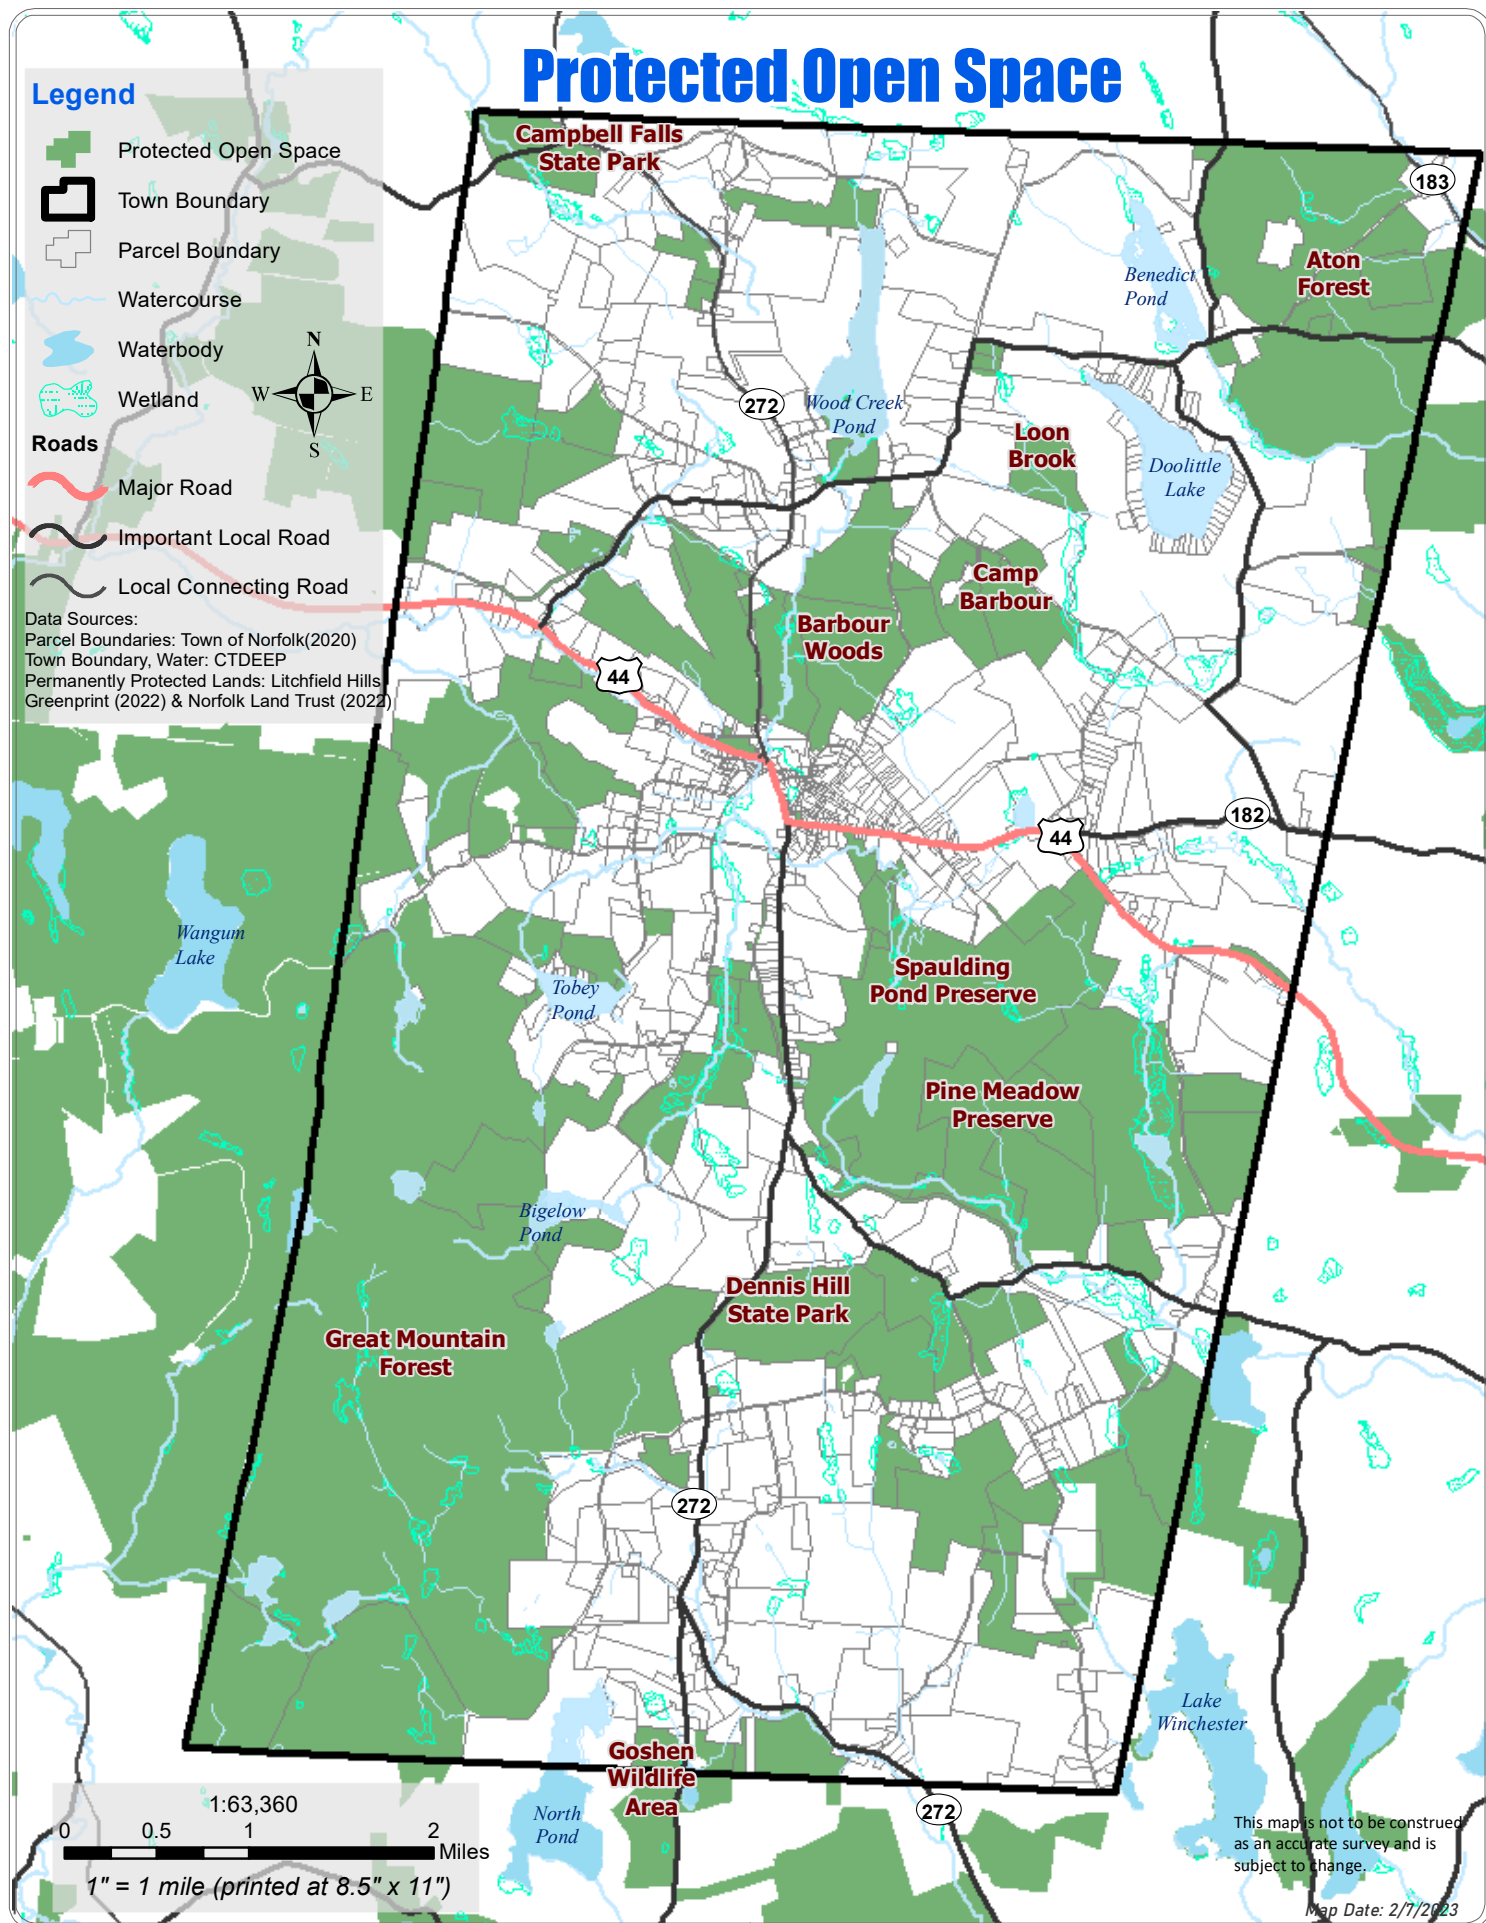 Protected Open Space
Legend
Protected Open Space
Town Boundary
Parcel Boundary
Watercourse
Waterbody
Wetland
N
W
E
S
Roads
Major Road
Important Local Road
Local Connecting Road
Data Sources:
Parcel Boundaries: Town of Norfolk(2020)
Town Boundary, Water: CTDEEP
Permanently Protected Lands: Litchfield Hills
Greenprint (2022) & Norfolk Land Trust (2022)
Campbell Falls
State Park
183
Aton
Forest
Benedict
Pond
272
Wood Creek
Pond
Loon
Brook
Doolittle
Lake
Camp
Barbour
Barbour
Woods
44
182
44
Wangum
Lake
Tobey
Pond
Spaulding
Pond Preserve
Pine Meadow
Preserve
Bigelow
Pond
Dennis Hill
State Park
Great Mountain
Forest
272
Lake
Winchester
Goshen
Wildlife
Area
North
Pond
272
1:63,360
0 0.5 1 2
Miles
1" = 1 mile (printed at 8.5" x 11")
This map is not to be construed
as an accurate survey and is
subject to change.
Map Date: 2/7/2023